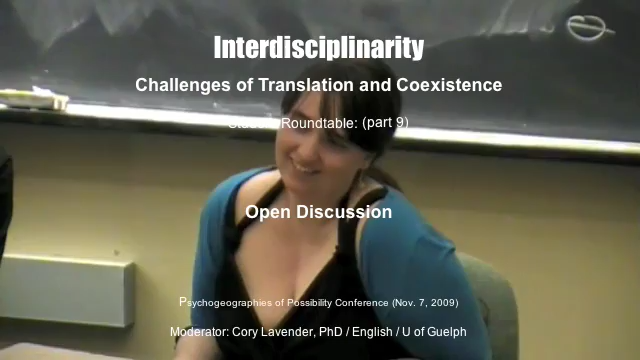 Interdisciplinarity
Challenges of Translation and Coexistence
Student Roundtable: (part 9)
Open Discussion
Psychogeographies of Possibility Conference (Nov. 7, 2009)
Moderator: Cory Lavender, PhD / English / U of Guelph